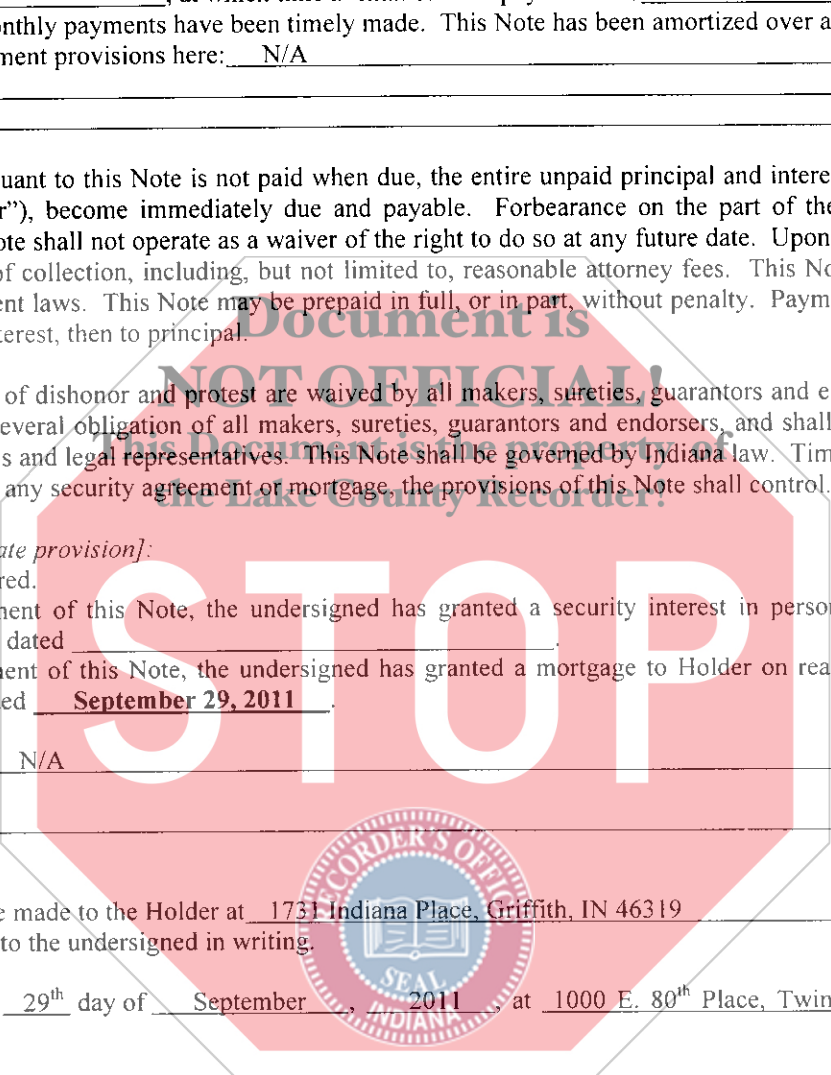 onthly payments have been timely made. This Note has been amortized over a
ment provisions here: N/A
uant to this Note is not paid when due, the entire unpaid principal and intere
r”), become immediately due and payable. Forbearance on the part of the
ote shall not operate as a waiver of the right to do so at any future date. Upon
of collection, including, but not limited to, reasonable attorney fees. This No
ent laws. This Note may be prepaid in full, or in part, without penalty. Paym
terest, then to principal.
Document is
NOT OFFICIAL!
of dishonor and protest are waived by all makers, sureties, guarantors and e
everal obligation of all makers, sureties, guarantors and endorsers, and shall
This Document is the property of
s and legal representatives. This Note shall be governed by Indiana law. Tim
any security agreement or mortgage, the provisions of this Note shall control.
the Lake County Recorder!
ate provision]:
red.
nent of this Note, the undersigned has granted a security interest in person
dated
ment of this Note, the undersigned has granted a mortgage to Holder on rea
ed September 29, 2011 .
STOP
N/A
RECORDER'S OFFIC
e made to the Holder at 1731 Indiana Place, Griffith, IN 46319
to the undersigned in writing.
SEAL
29th day of September , 2011 , at 1000 E. 80th Place, Twin
INDIANA